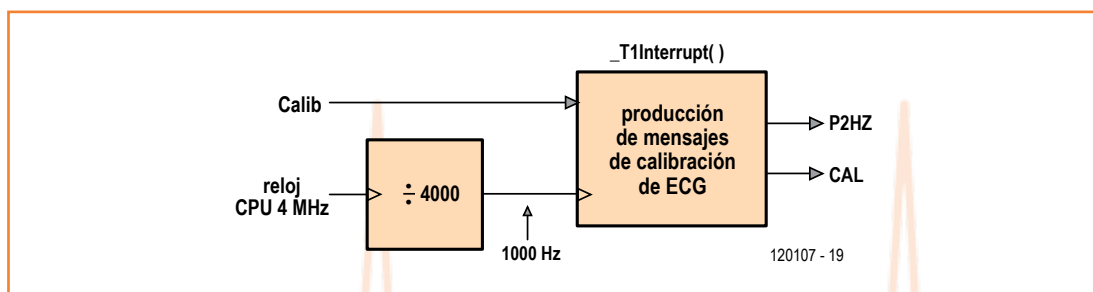 _T1Interrupt( )
Calib
producción
de mensajes
de calibración
de ECG
P2HZ
CAL
reloj
CPU 4 MHz
÷ 4000
1000 Hz
120107 - 19